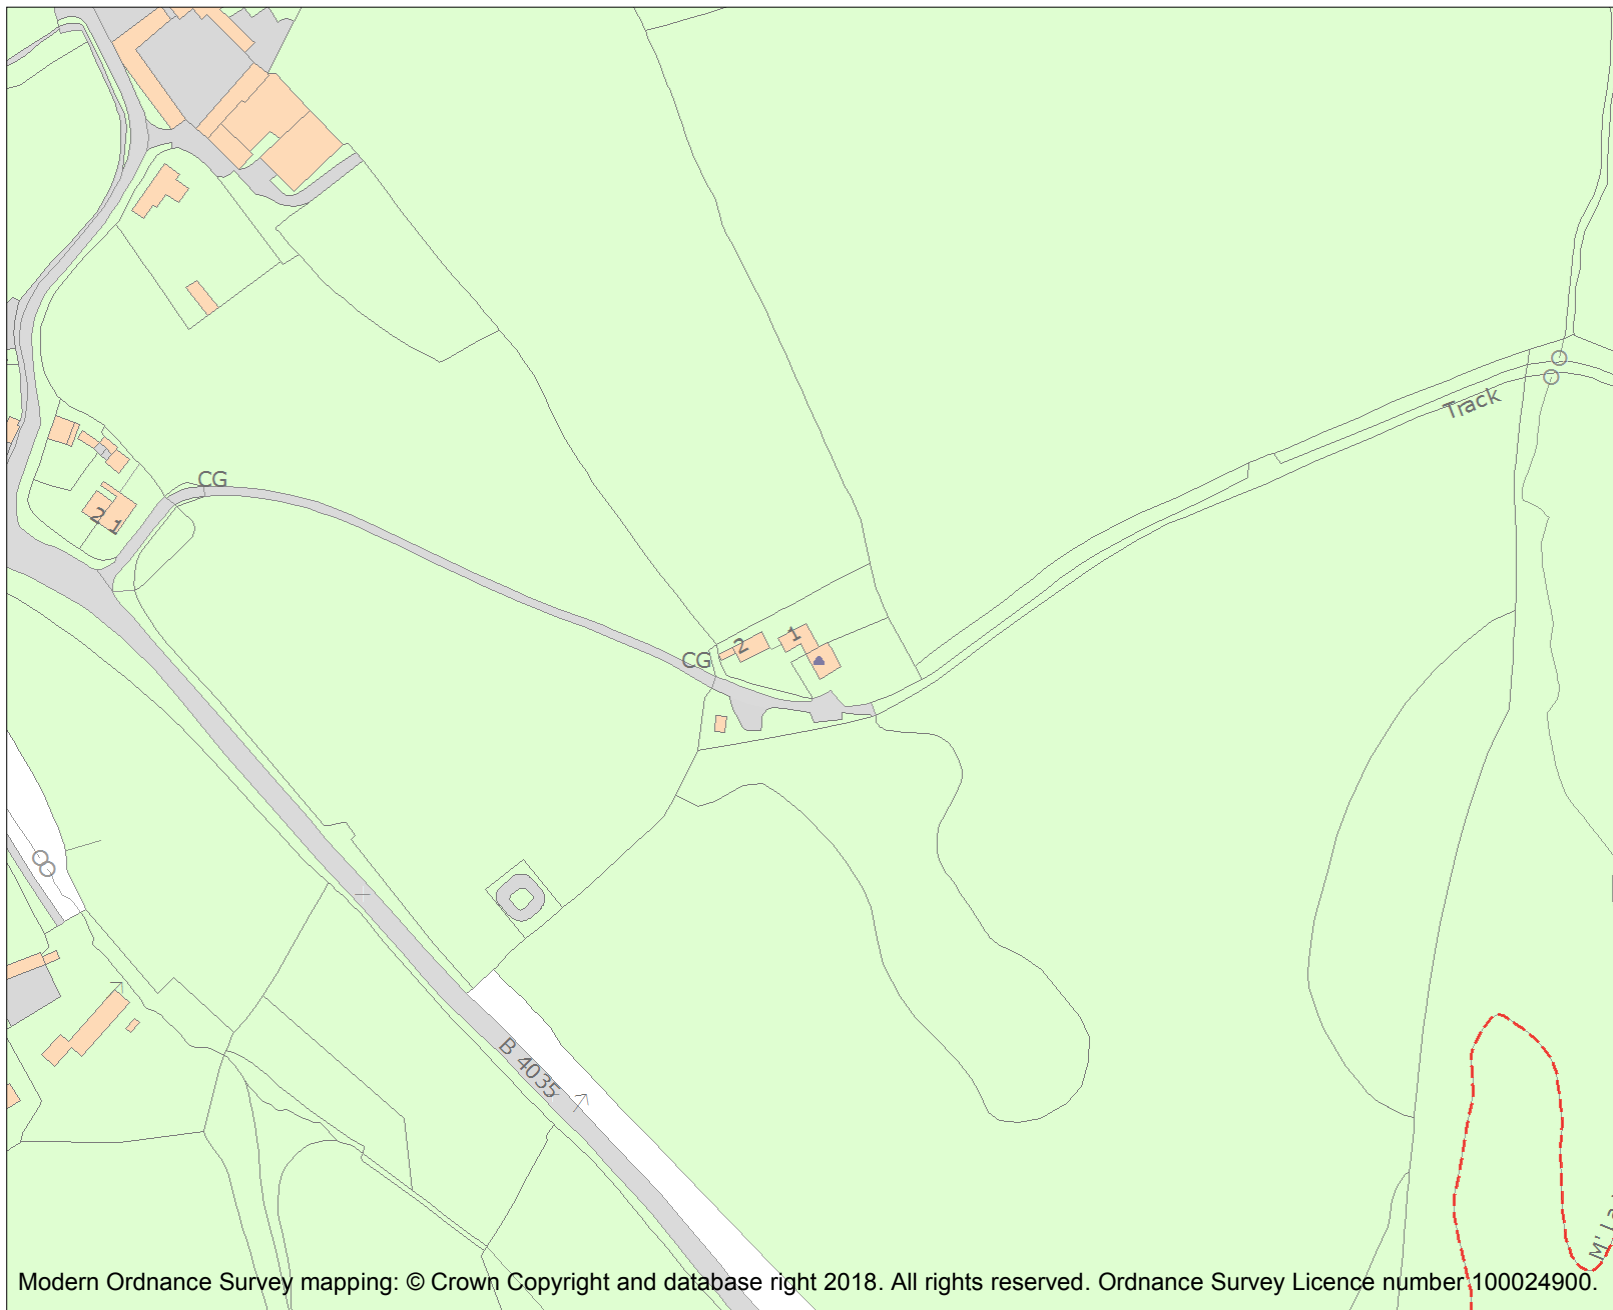 Track
CG
2 1
1
2
CG
B 4035
Modern Ordnance Survey mapping: © Crown Copyright and database right 2018. All rights reserved. Ordnance Survey Licence number 100024900.